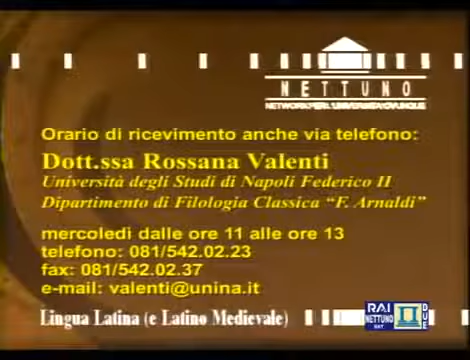 NETTUNO
NETWORK PER L'UNIVERSITÀ OVUNQUE
Orario di ricevimento anche via telefono:
Dott.ssa Rossana Valenti
Università degli Studi di Napoli Federico II
Dipartimento di Filologia Classica “F. Arnaldi”
mercoledì dalle ore 11 alle ore 13
telefono: 081/542.02.23
fax: 081/542.02.37
e-mail: valenti@unina.it
Lingua Latina (e Latino Medievale)
RAI
NETTUNO
SAT
DUE